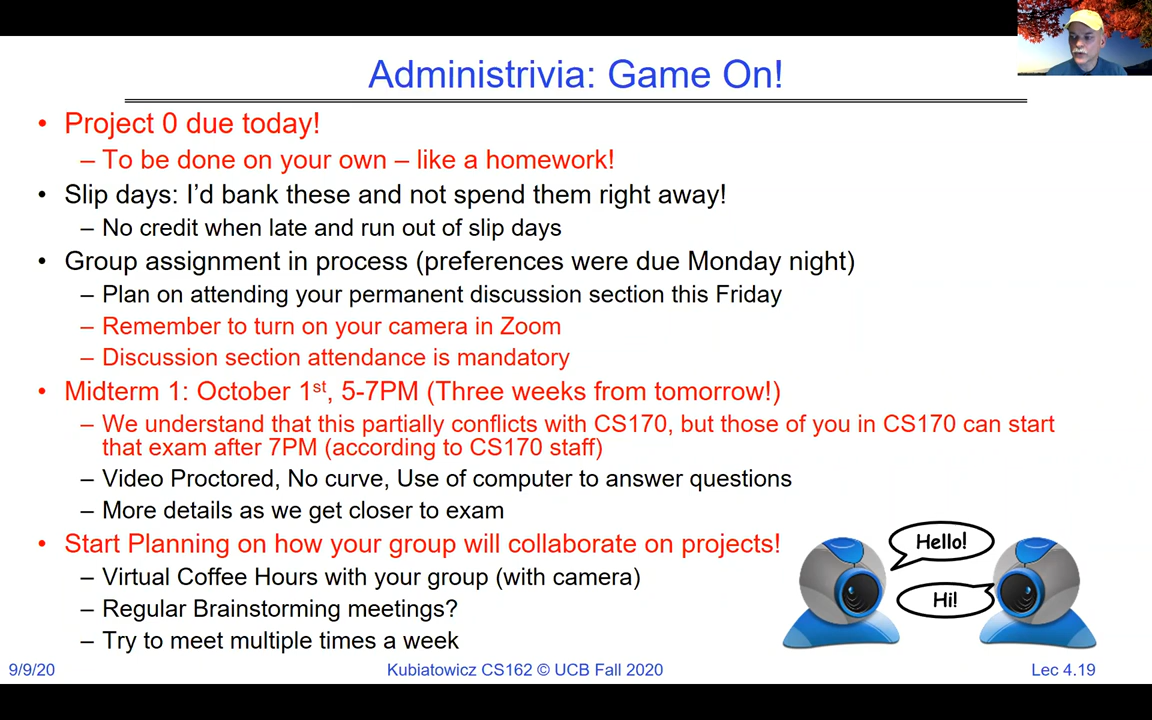 Administrivia: Game On!
• Project 0 due today!
– To be done on your own – like a homework!
• Slip days: I'd bank these and not spend them right away!
– No credit when late and run out of slip days
• Group assignment in process (preferences were due Monday night)
– Plan on attending your permanent discussion section this Friday
– Remember to turn on your camera in Zoom
– Discussion section attendance is mandatory
• Midterm 1: October 1st, 5-7PM (Three weeks from tomorrow!)
– We understand that this partially conflicts with CS170, but those of you in CS170 can start
that exam after 7PM (according to CS170 staff)
– Video Proctored, No curve, Use of computer to answer questions
– More details as we get closer to exam
• Start Planning on how your group will collaborate on projects!
– Virtual Coffee Hours with your group (with camera)
– Regular Brainstorming meetings?
– Try to meet multiple times a week
Hello!
Hi!
9/9/20
Kubiatowicz CS162 © UCB Fall 2020
Lec 4.19